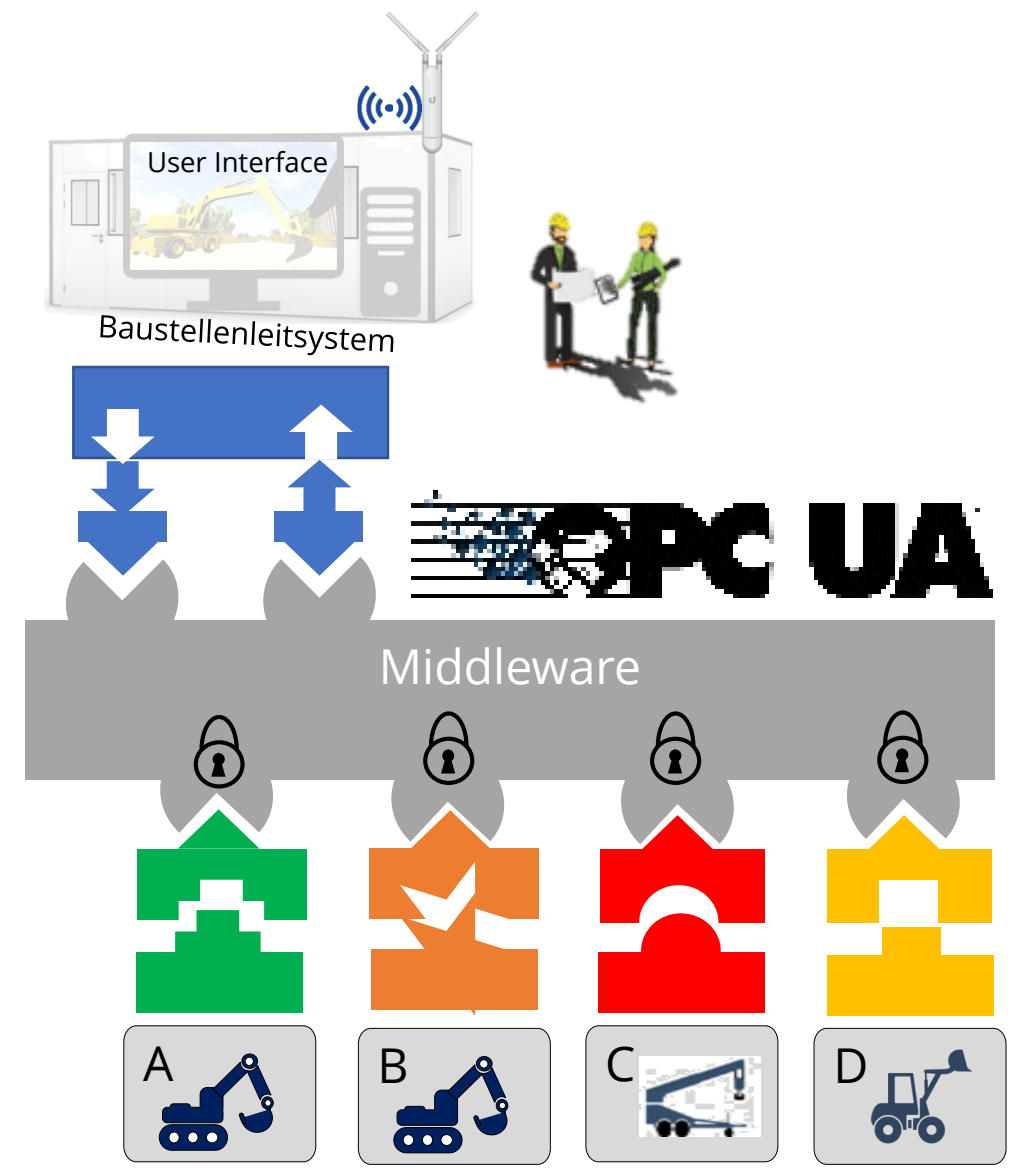 User Interface
Baustellenleitsystem
OPC UA
Middleware
A
B
C
D